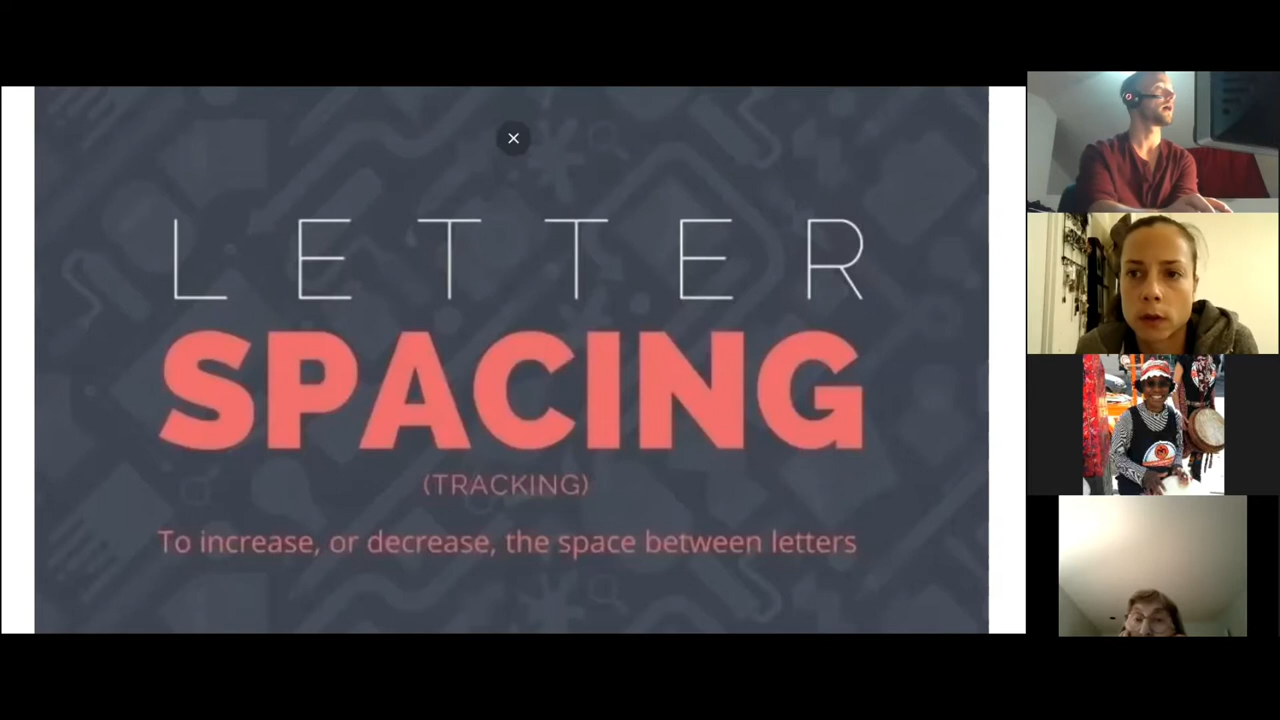 LETTER
SPACING
(TRACKING)
To increase, or decrease, the space between letters